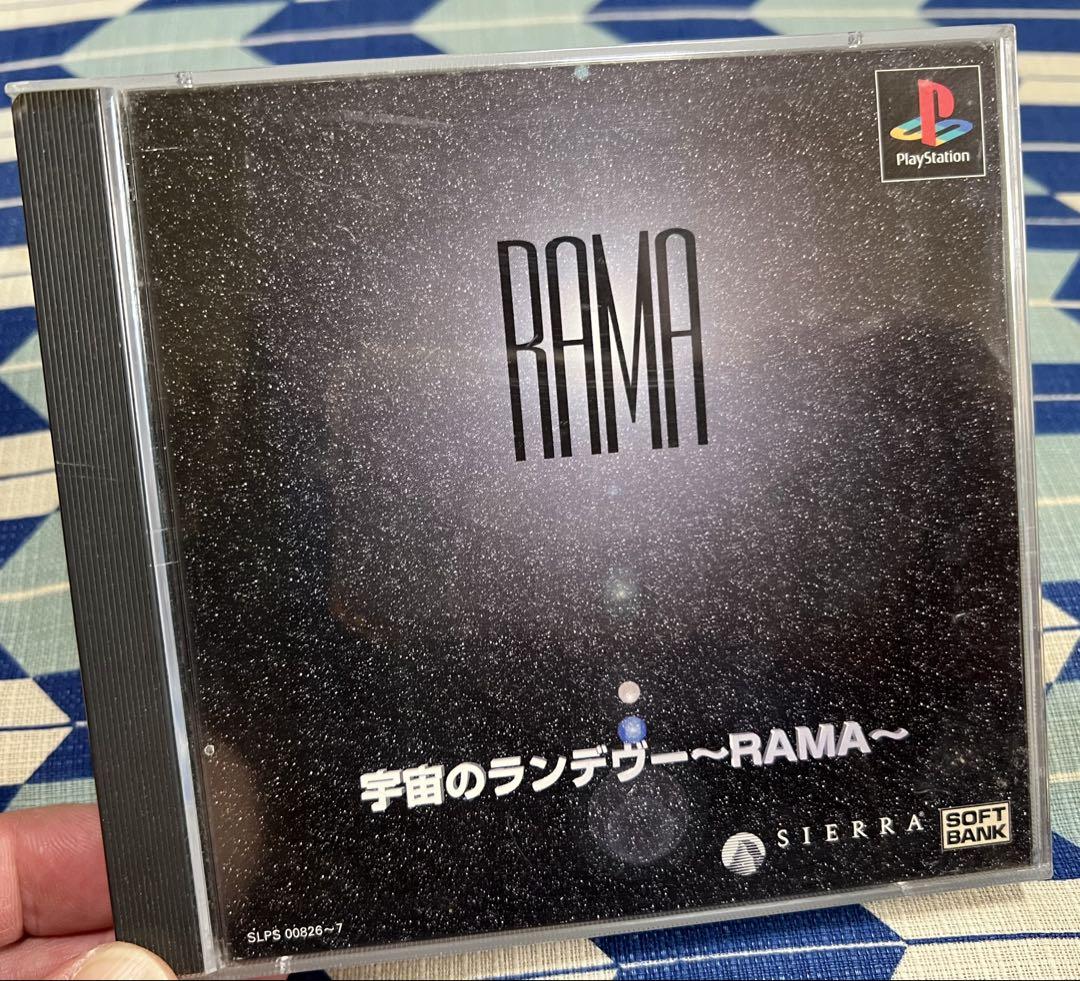 PlayStation
RAMA
宇宙のランデヴー〜RAMA〜
SIERRA®
SOFT
BANK
SLPS 00826〜7